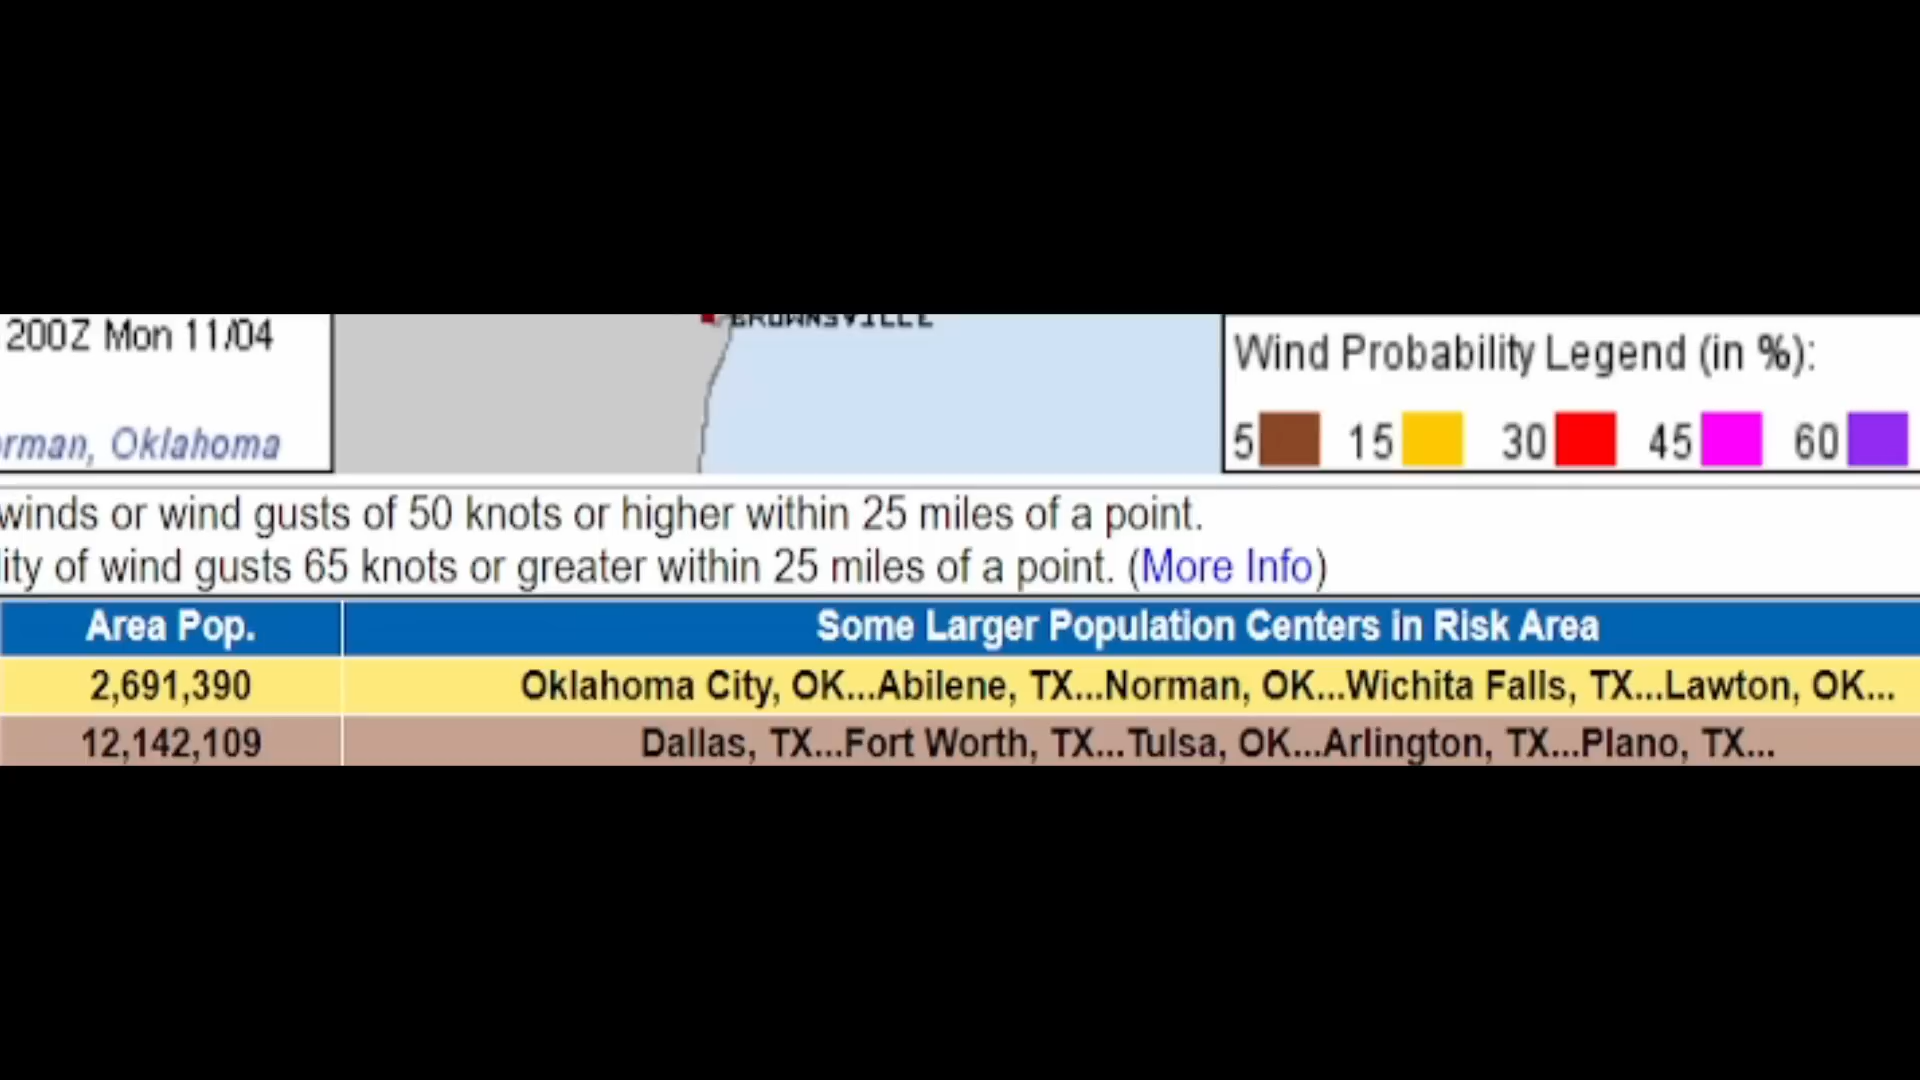 200Z Mon 11/04
BROWNSVILLE
Wind Probability Legend (in %):
5 15 30 45 60
rman, Oklahoma
winds or wind gusts of 50 knots or higher within 25 miles of a point.
lity of wind gusts 65 knots or greater within 25 miles of a point. (More Info)
Area Pop. Some Larger Population Centers in Risk Area
2,691,390 Oklahoma City, OK...Abilene, TX...Norman, OK...Wichita Falls, TX...Lawton, OK...
12,142,109 Dallas, TX...Fort Worth, TX...Tulsa, OK...Arlington, TX...Plano, TX...